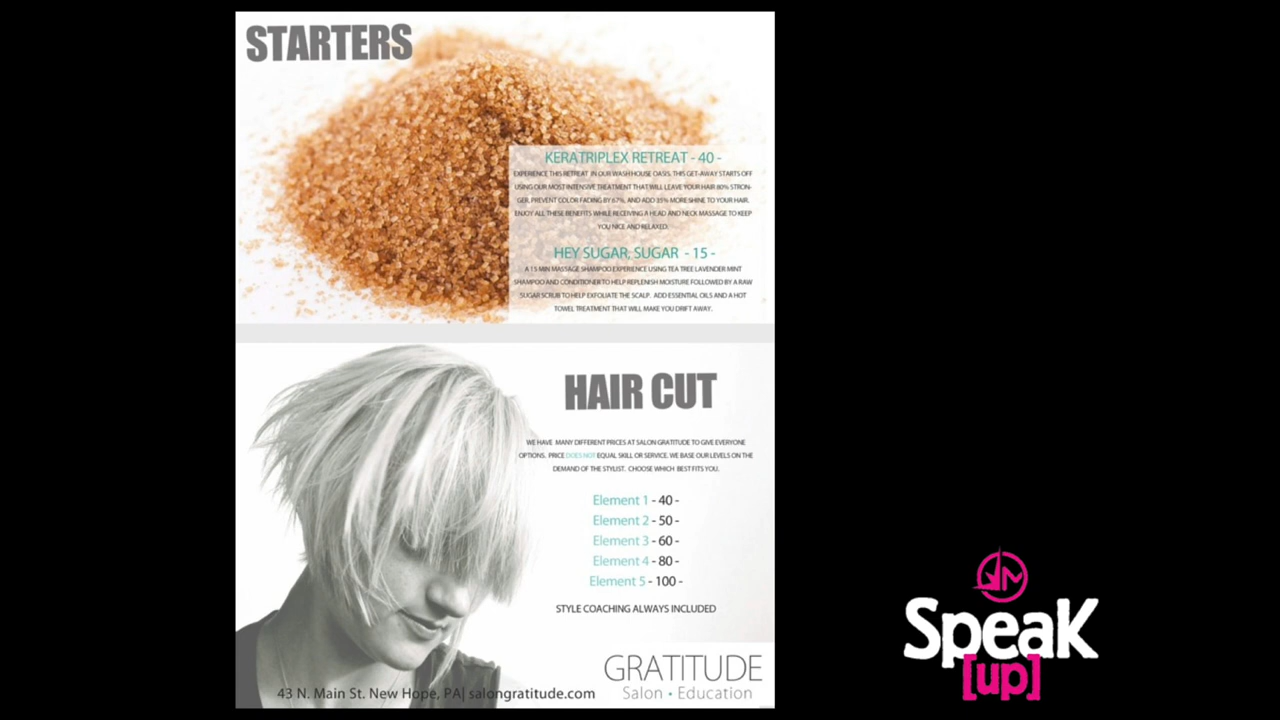 STARTERS
KERATRIPLEX RETREAT - 40 -
EXPERIENCE THIS RETREAT IN OUR WASH HOUSE OASIS. THIS GET-AWAY STARTS OFF
USING OUR MOST INTENSIVE TREATMENT THAT WILL LEAVE YOUR HAIR 80% STRON-
GER, PREVENT COLOR FADING BY 67%, AND ADD 35% MORE SHINE TO YOUR HAIR.
ENJOY ALL THESE BENEFITS WHILE RECEIVING A HEAD AND NECK MASSAGE TO KEEP
YOU NICE AND RELAXED.
HEY SUGAR, SUGAR - 15 -
A 15 MIN MASSAGE SHAMPOO EXPERIENCE USING TEA TREE LAVENDER MINT
SHAMPOO AND CONDITIONER TO HELP REPLENISH MOISTURE FOLLOWED BY A RAW
SUGAR SCRUB TO HELP EXFOLIATE THE SCALP. ADD ESSENTIAL OILS AND A HOT
TOWEL TREATMENT THAT WILL MAKE YOU DRIFT AWAY.
HAIR CUT
WE HAVE MANY DIFFERENT PRICES AT SALON GRATITUDE TO GIVE EVERYONE
OPTIONS. PRICE DOES NOT EQUAL SKILL OR SERVICE. WE BASE OUR LEVELS ON THE
DEMAND OF THE STYLIST. CHOOSE WHICH BEST FITS YOU.
Element 1 - 40 -
Element 2 - 50 -
Element 3 - 60 -
Element 4 - 80 -
Element 5 - 100 -
STYLE COACHING ALWAYS INCLUDED
GRATITUDE
Salon • Education
43 N. Main St. New Hope, PA| salongratitude.com
Speak
[up]